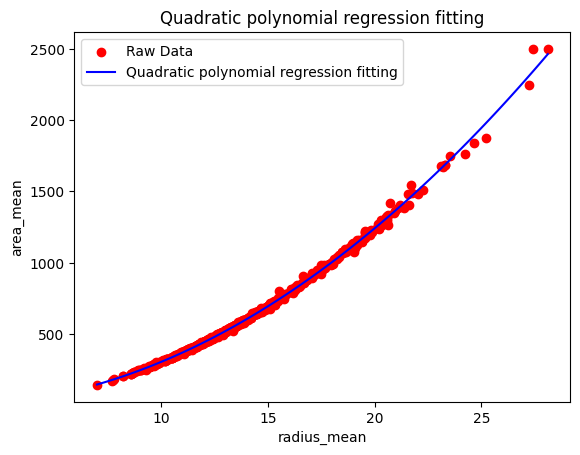 Quadratic polynomial regression fitting
Raw Data
Quadratic polynomial regression fitting
2500
2000
1500
1000
500
area_mean
10
15
20
25
radius_mean